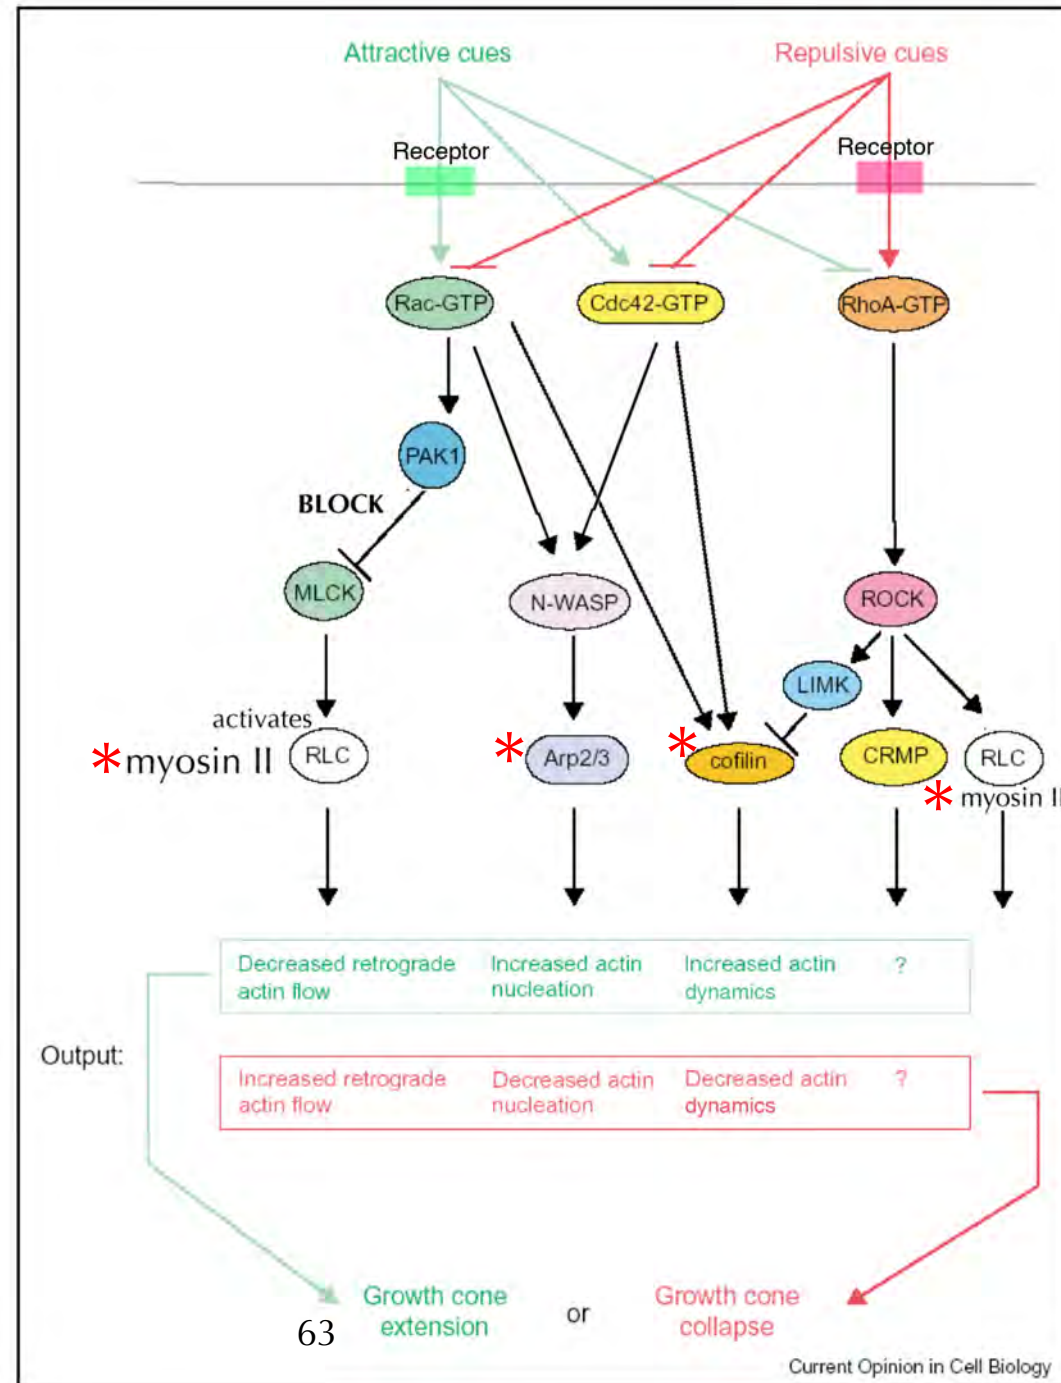 Attractive cues
Repulsive cues
Receptor
Receptor
Rac-GTP
Cdc42-GTP
RhoA-GTP
PAK1
BLOCK
MLCK
N-WASP
ROCK
LIMK
activates
*myosin II
RLC
* Arp2/3
* cofilin
CRMP
RLC
* myosin II
Decreased retrograde
actin flow
Increased actin
nucleation
Increased actin
dynamics
?
Output:
Increased retrograde
actin flow
Decreased actin
nucleation
Decreased actin
dynamics
?
Growth cone
extension
or
Growth cone
collapse
63
Current Opinion in Cell Biology